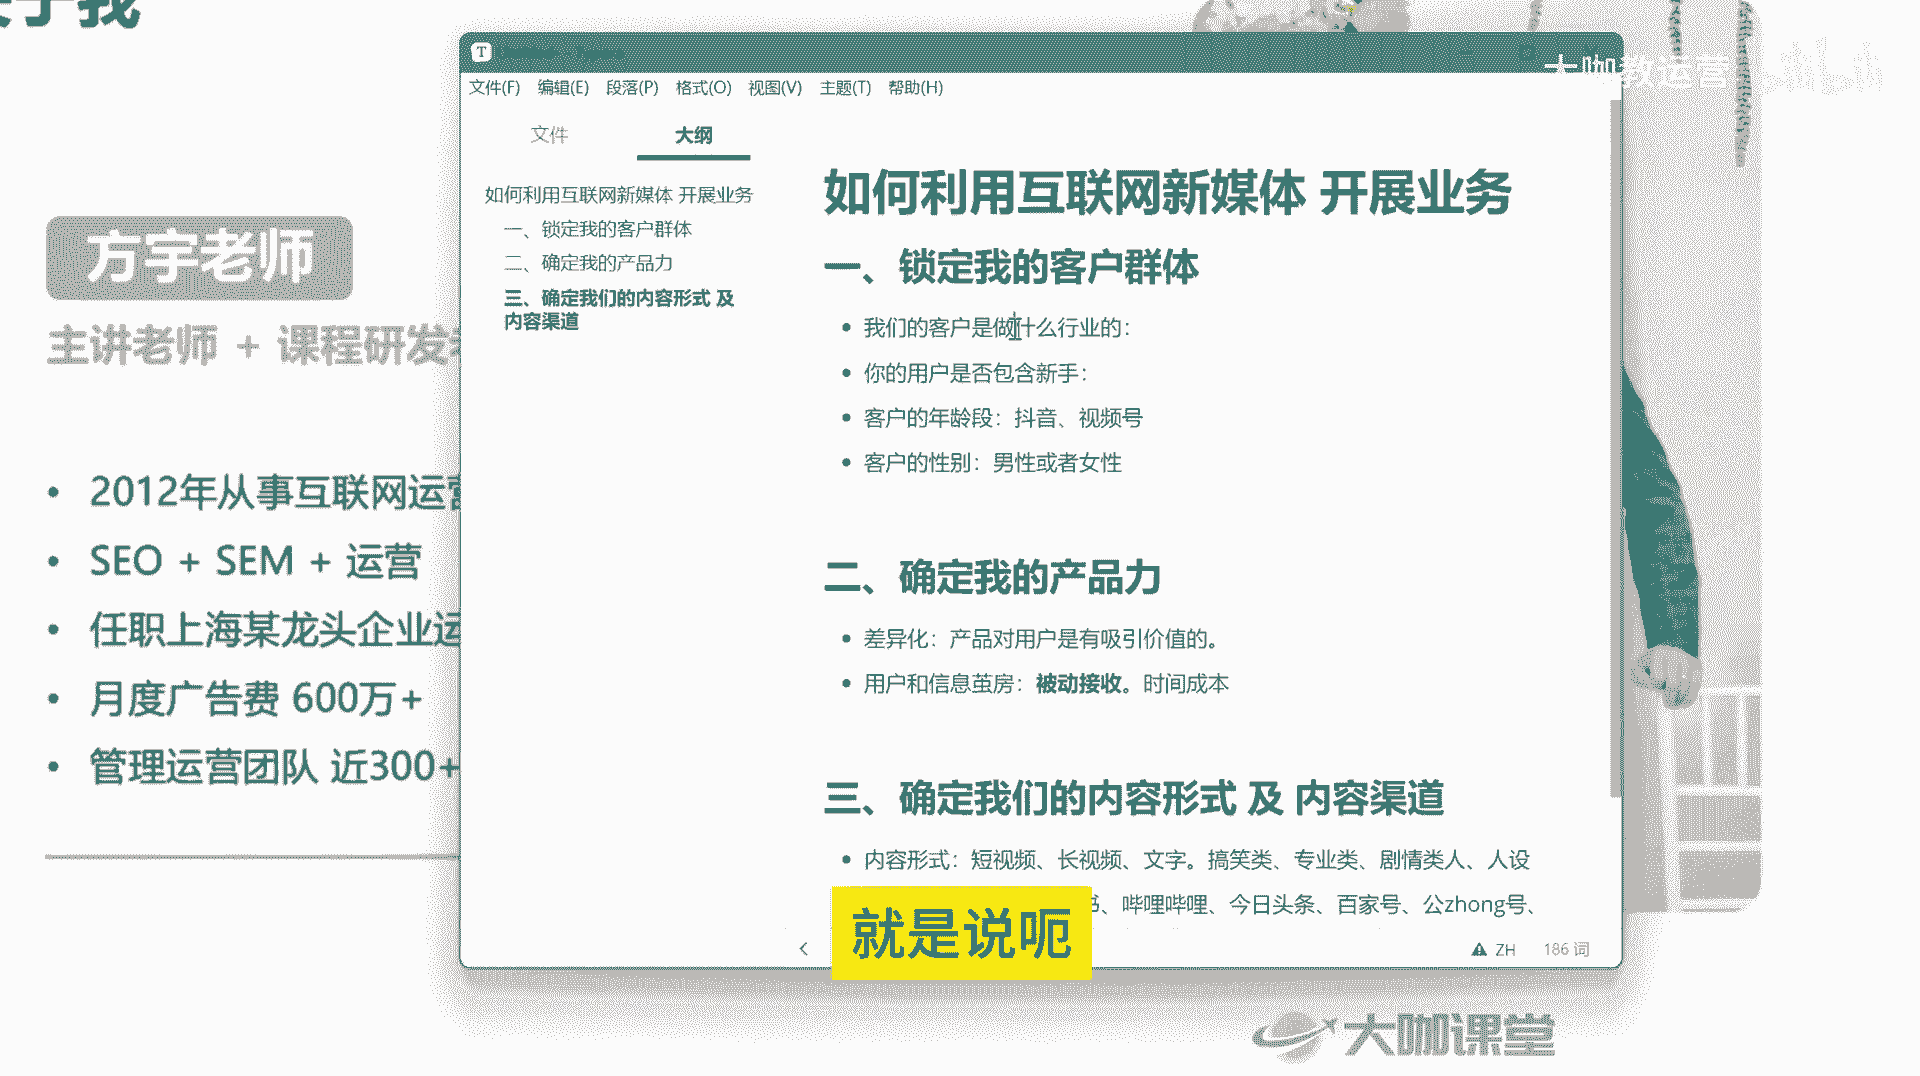 关于我
大咖教运营 bilibili
T
文件(F) 编辑(E) 段落(P) 格式(O) 视图(V) 主题(T) 帮助(H)
文件 大纲
如何利用互联网新媒体 开展业务
一、锁定我的客户群体
二、确定我的产品力
三、确定我们的内容形式 及
内容渠道
如何利用互联网新媒体 开展业务
一、锁定我的客户群体
我们的客户是做什么行业的：
你的用户是否包含新手：
客户的年龄段：抖音、视频号
客户的性别：男性或者女性
二、确定我的产品力
差异化：产品对用户是有吸引价值的。
用户和信息茧房：被动接收。时间成本
三、确定我们的内容形式 及 内容渠道
内容形式：短视频、长视频、文字。搞笑类、专业类、剧情类人、人设
书、哔哩哔哩、今日头条、百家号、公zhong号、
ZH 186 词
方宇老师
主讲老师 + 课程研发老
• 2012年从事互联网运营
• SEO + SEM + 运营
• 任职上海某龙头企业运
• 月度广告费 600万+
• 管理运营团队 近300+
就是说呃
大咖课堂